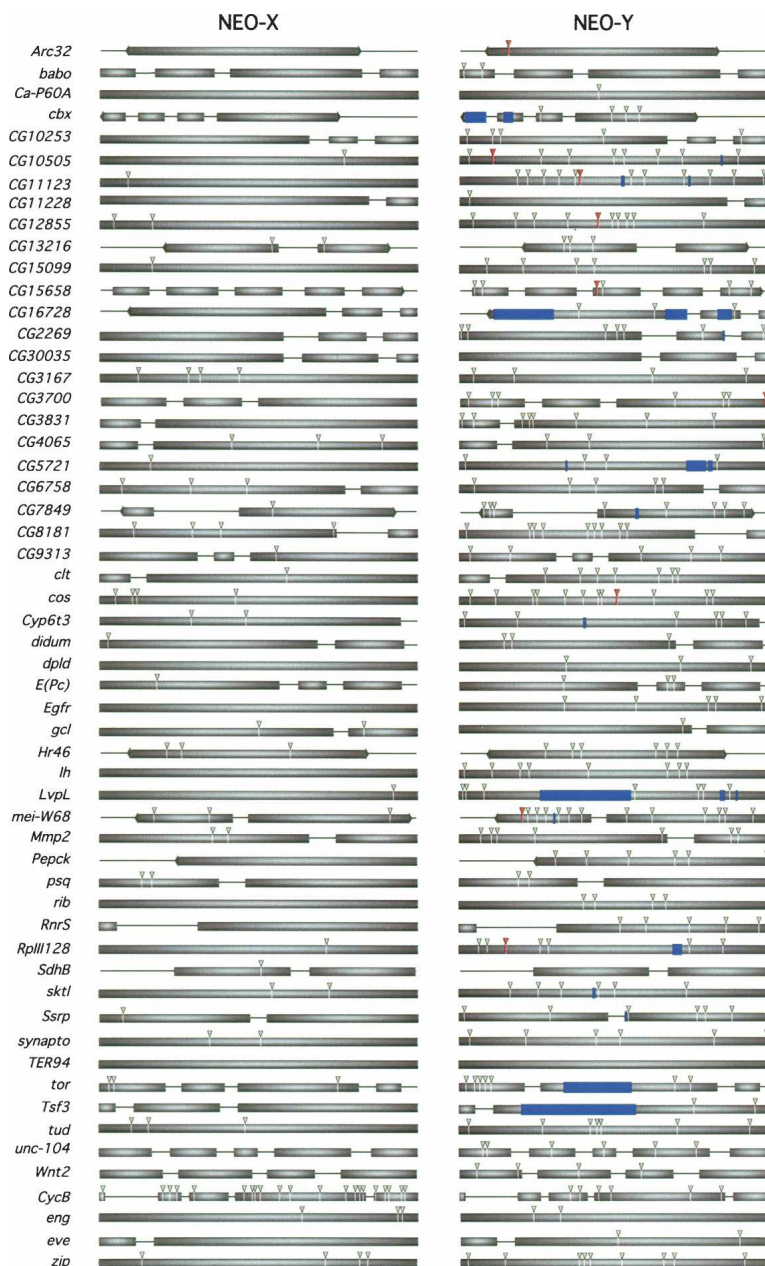 NEO-X NEO-Y
Arc32
babo
Ca-P60A
cbx
CG10253
CG10505
CG11123
CG11228
CG12855
CG13216
CG15099
CG15658
CG16728
CG2269
CG30035
CG3167
CG3700
CG3831
CG4065
CG5721
CG6758
CG7849
CG8181
CG9313
clt
cos
Cyp6t3
didum
dpld
E(Pc)
Egfr
gcl
Hr46
lh
LvpL
mei-W68
Mmp2
Pepck
psq
rib
RnrS
RpIII128
SdhB
sktl
Ssrp
synapto
TER94
tor
Tsf3
tud
unc-104
Wnt2
CycB
eng
eve
zip